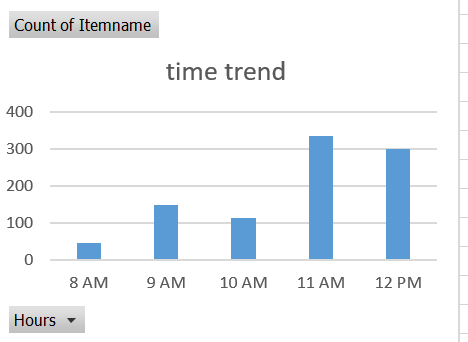 Count of Itemname
time trend
400
300
200
100
0
8 AM 9 AM 10 AM 11 AM 12 PM
Hours